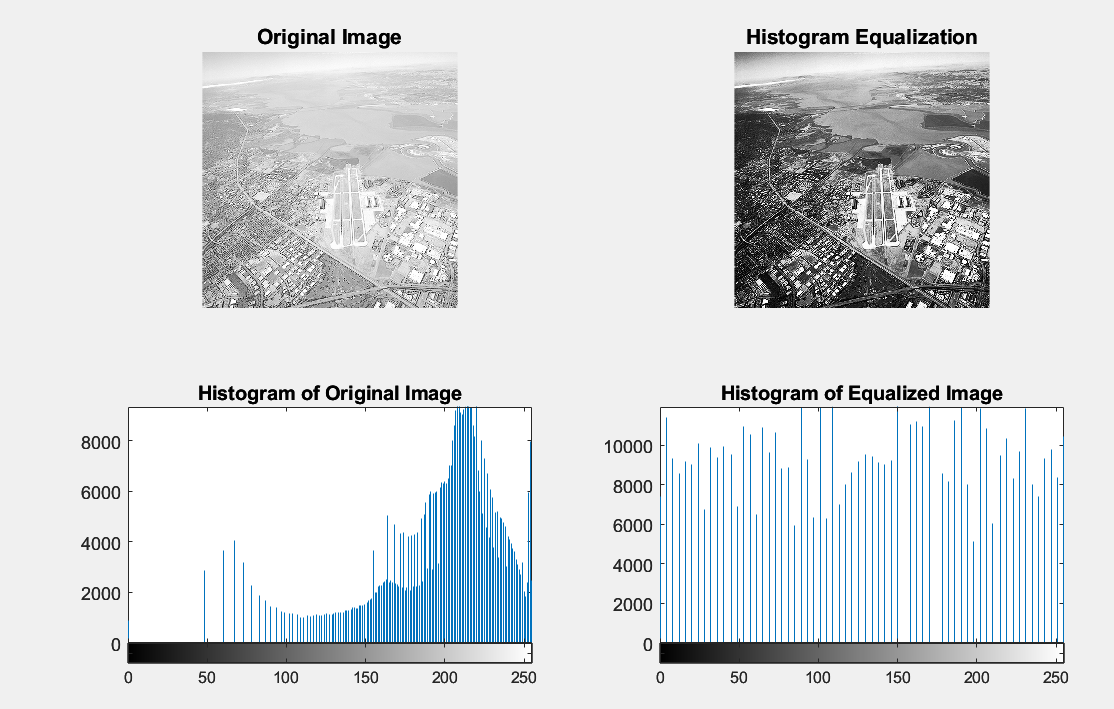 Original Image
Histogram Equalization
Histogram of Original Image
8000
6000
4000
2000
0
0 50 100 150 200 250
Histogram of Equalized Image
10000
8000
6000
4000
2000
0
0 50 100 150 200 250